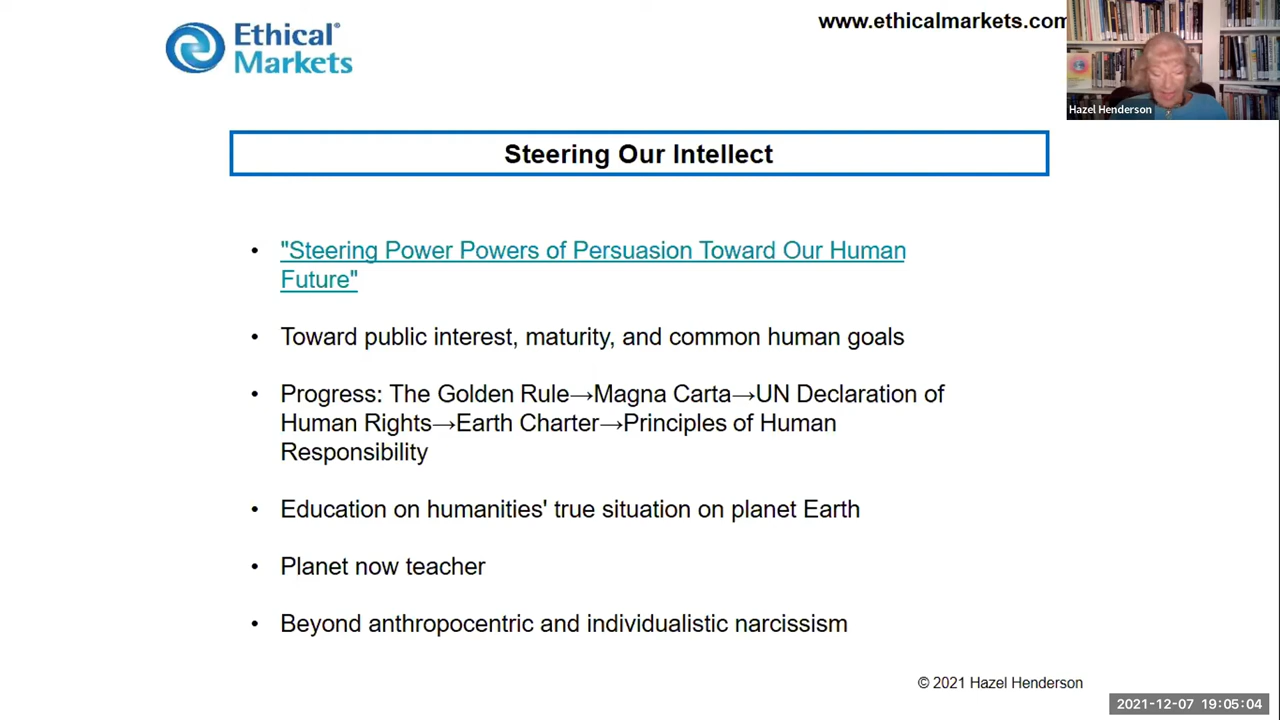 Ethical®
Markets
www.ethicalmarkets.com
Hazel Henderson
Steering Our Intellect
• "Steering Power Powers of Persuasion Toward Our Human
Future"
• Toward public interest, maturity, and common human goals
• Progress: The Golden Rule→Magna Carta→UN Declaration of
Human Rights→Earth Charter→Principles of Human
Responsibility
• Education on humanities' true situation on planet Earth
• Planet now teacher
• Beyond anthropocentric and individualistic narcissism
© 2021 Hazel Henderson
2021-12-07 19:05:04